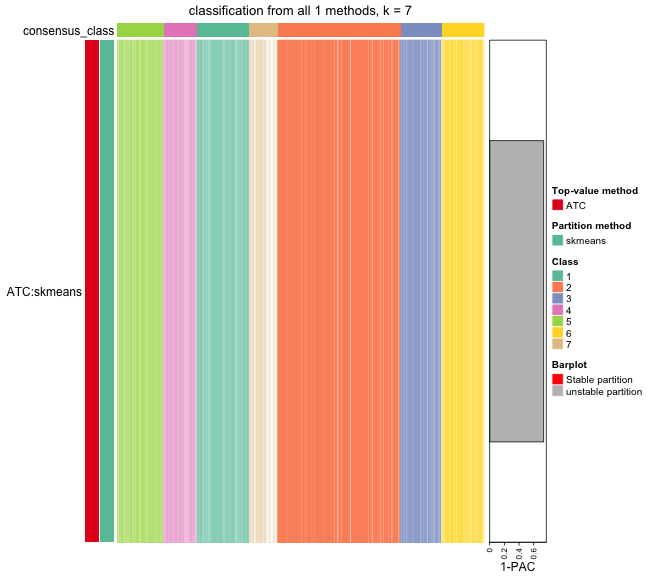 classification from all 1 methods, k = 7
consensus_class
ATC:skmeans
Top-value method
ATC
Partition method
skmeans
Class
1
2
3
4
5
6
7
Barplot
Stable partition
unstable partition
0
0.2
0.4
0.6
1-PAC